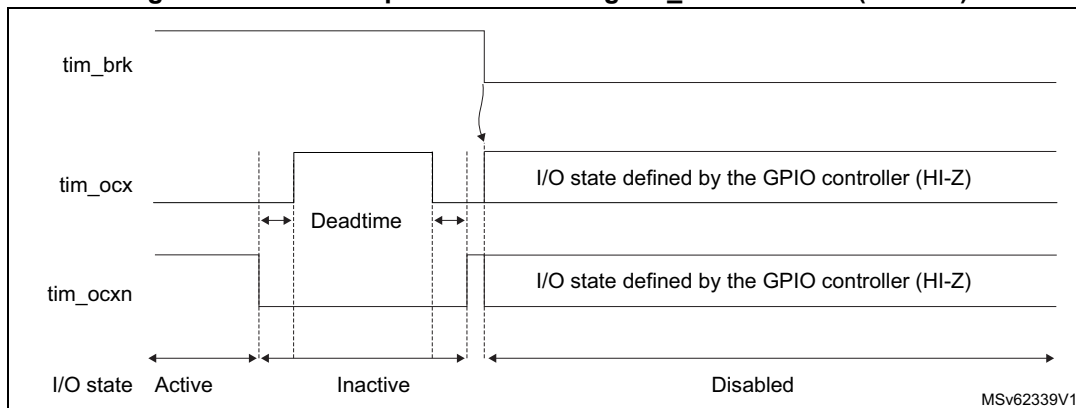 tim_brk
tim_ocx
I/O state defined by the GPIO controller (HI-Z)
Deadtime
tim_ocxn
I/O state defined by the GPIO controller (HI-Z)
I/O state Active Inactive Disabled
MSv62339V1